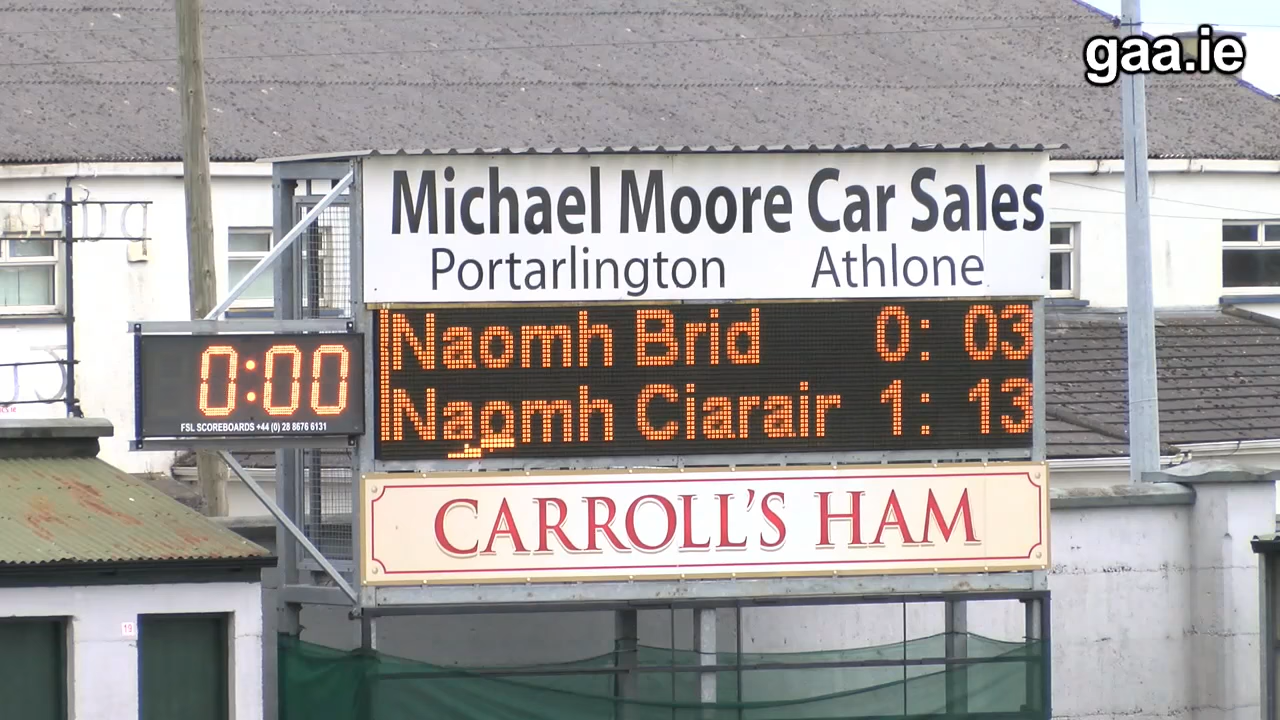 gaa.ie
Michael Moore Car Sales
Portarlington Athlone
Naomh Brid 0: 03
0:00
Naomh Ciarair 1: 13
FSL SCOREBOARDS +44 (0) 28 8676 6131
CARROLL'S HAM
19